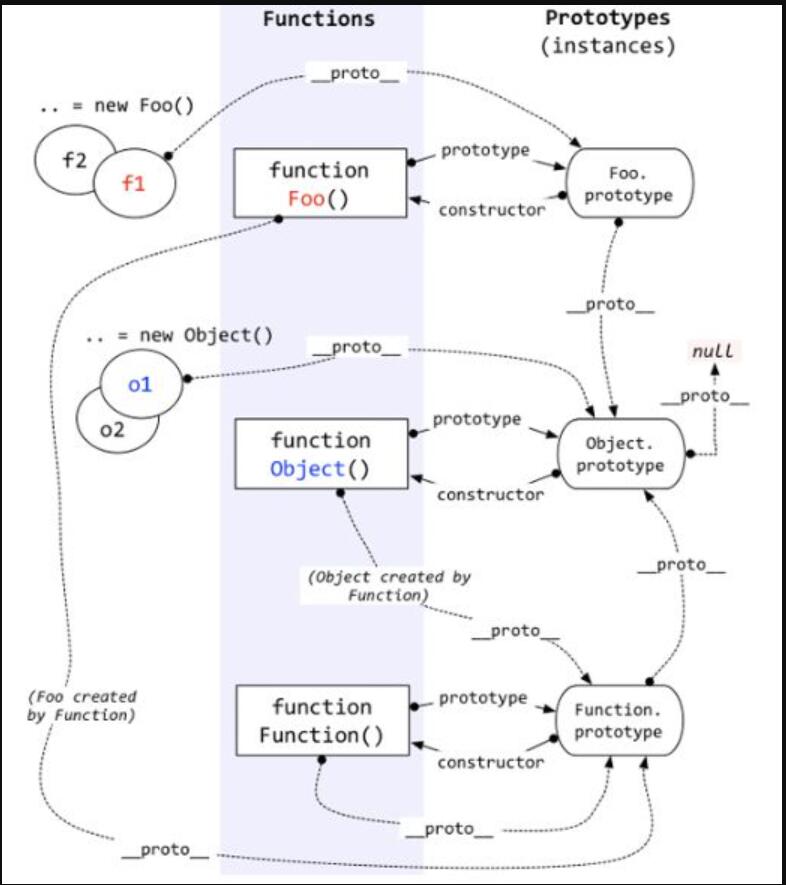 Functions
Prototypes
(instances)
__proto__
.. = new Foo()
f2
f1
function
Foo()
prototype
constructor
Foo.
prototype
__proto__
.. = new Object()
__proto__
null
__proto__
o1
o2
function
Object()
prototype
constructor
Object.
prototype
(Object created by
Function)
__proto__
__proto__
(Foo created
by Function)
function
Function()
prototype
constructor
Function.
prototype
__proto__
__proto__